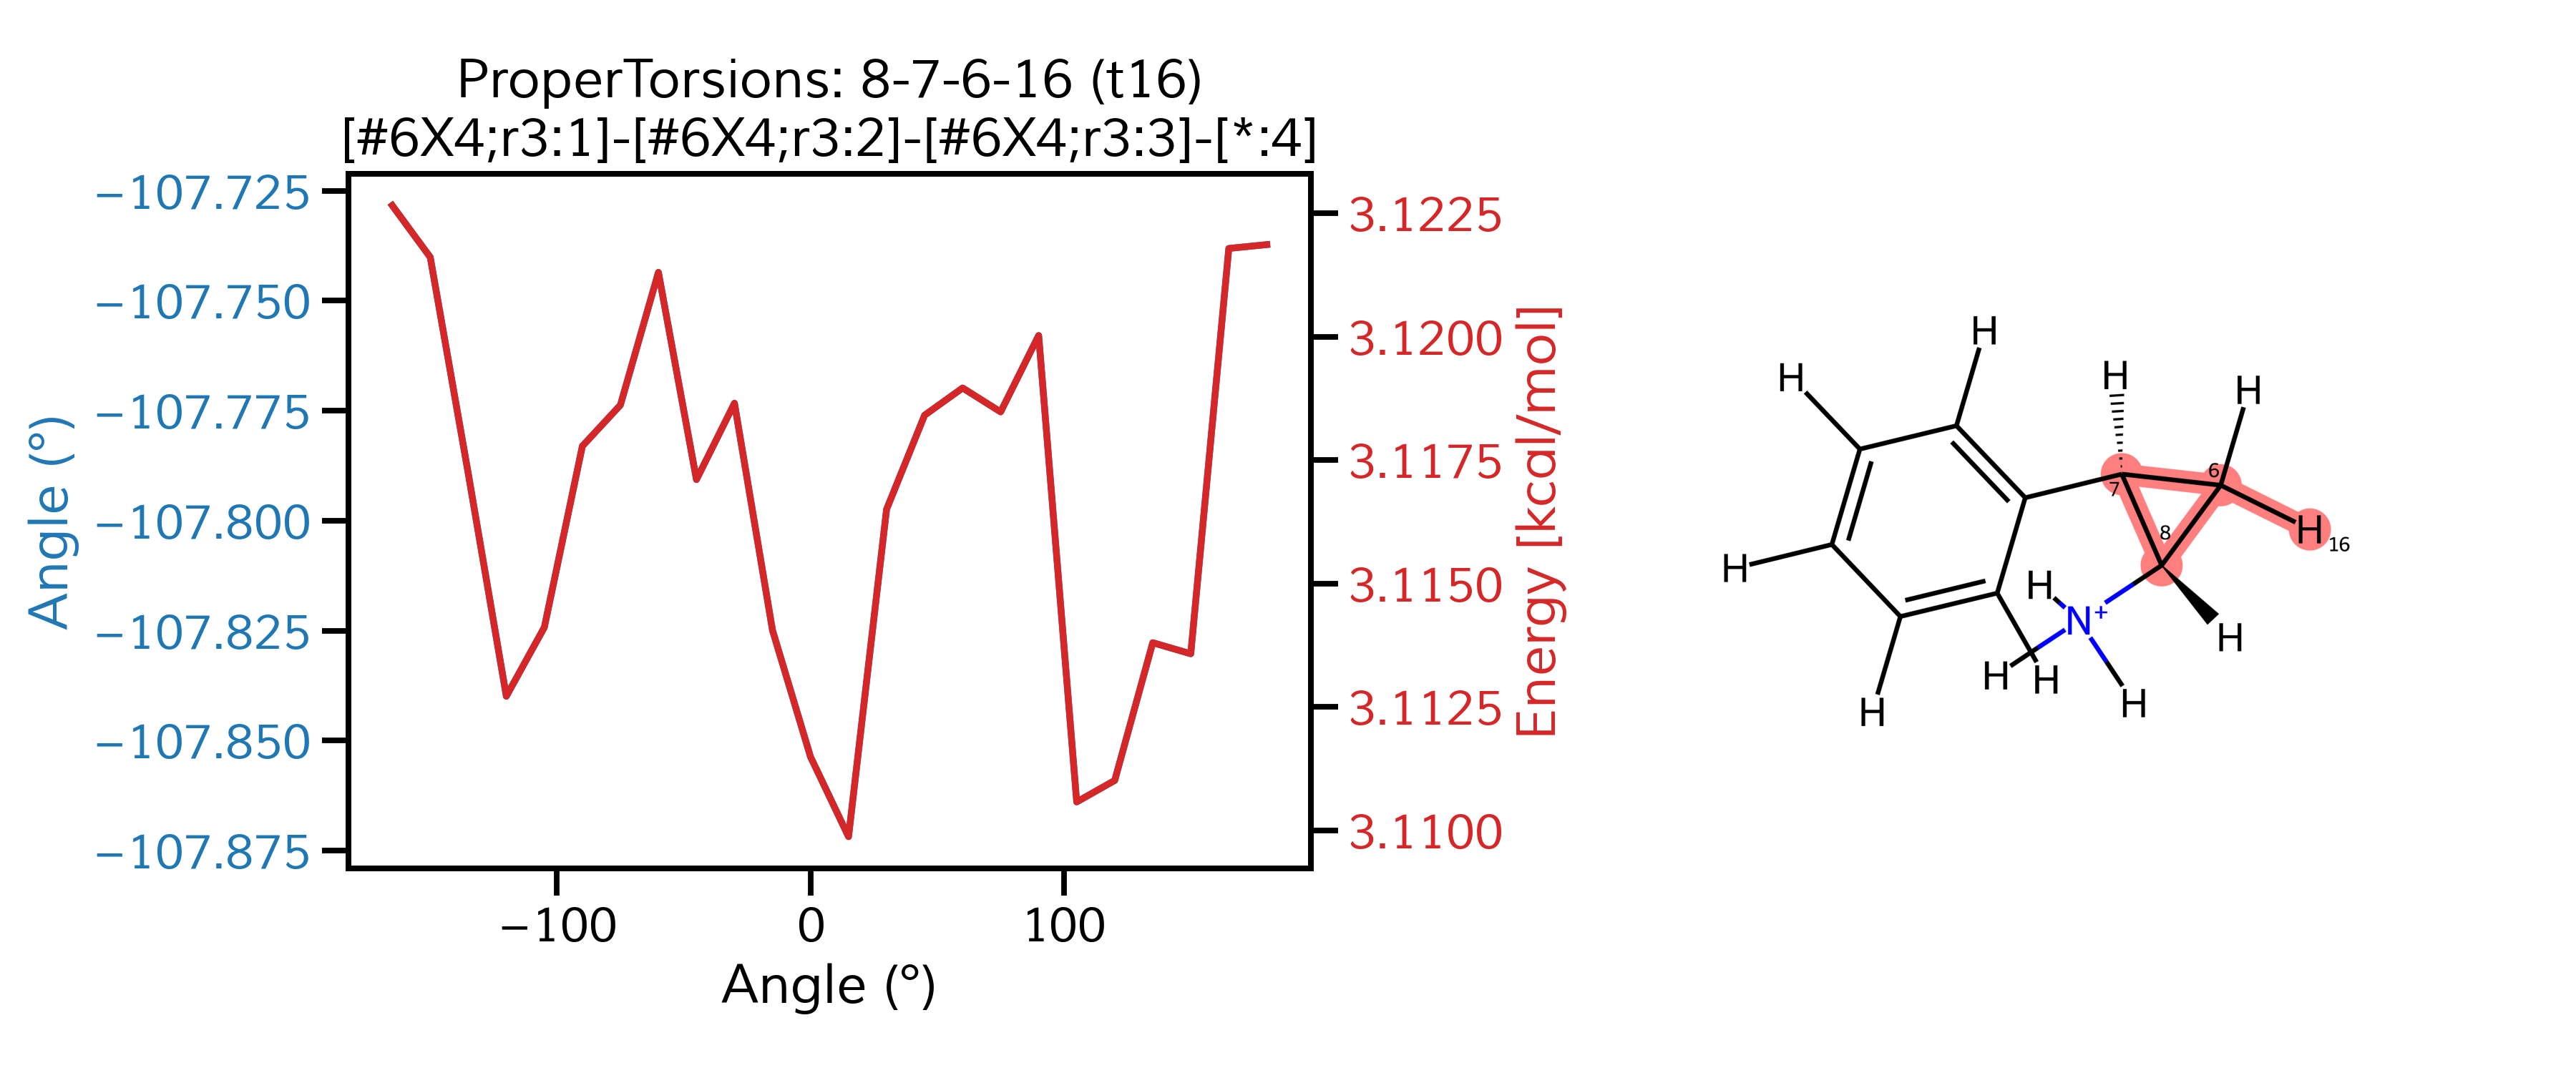 ProperTorsions: 8-7-6-16 (t16)
[#6X4;r3:1]-[#6X4;r3:2]-[#6X4;r3:3]-[*:4]
−107.725
−107.750
−107.775
−107.800
−107.825
−107.850
−107.875
Angle (°)
3.1225
3.1200
3.1175
3.1150
3.1125
3.1100
Energy [kcal/mol]
−100
0
100
Angle (°)
H
H
H
H
6
7
8
H
16
H
H
N+
H
H
H
H
H